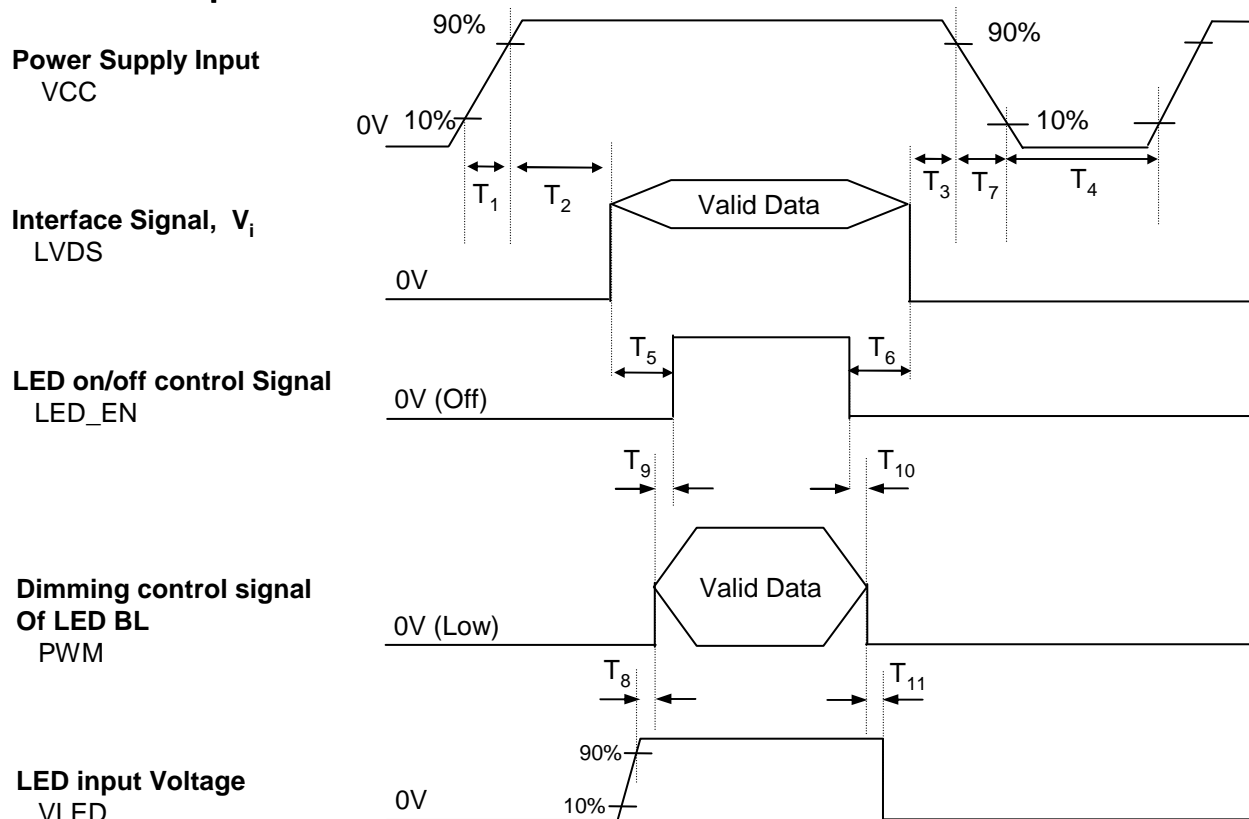 90%
90%
Power Supply Input
VCC
0V
10%
10%
T1
T2
T3
T7
T4
Valid Data
Interface Signal, Vi
LVDS
0V
T5
T6
LED on/off control Signal
LED_EN
0V (Off)
T9
T10
Dimming control signal
Of LED BL
PWM
Valid Data
0V (Low)
T8
T11
90%
LED input Voltage
VLED
0V
10%